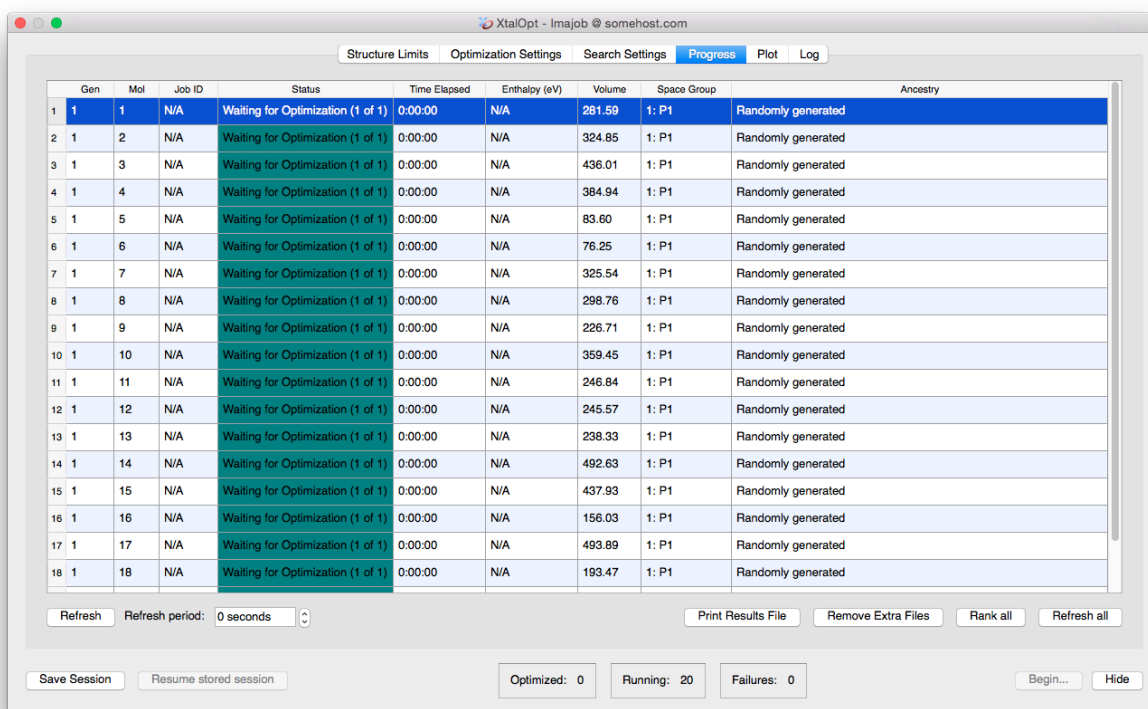 XtalOpt - Imajob @ somehost.com
Structure Limits Optimization Settings Search Settings Progress Plot Log
Gen Mol Job ID Status Time Elapsed Enthalpy (eV) Volume Space Group Ancestry
1 1 1 N/A Waiting for Optimization (1 of 1) 0:00:00 N/A 281.59 1: P1 Randomly generated
2 1 2 N/A Waiting for Optimization (1 of 1) 0:00:00 N/A 324.85 1: P1 Randomly generated
3 1 3 N/A Waiting for Optimization (1 of 1) 0:00:00 N/A 436.01 1: P1 Randomly generated
4 1 4 N/A Waiting for Optimization (1 of 1) 0:00:00 N/A 384.94 1: P1 Randomly generated
5 1 5 N/A Waiting for Optimization (1 of 1) 0:00:00 N/A 83.60 1: P1 Randomly generated
6 1 6 N/A Waiting for Optimization (1 of 1) 0:00:00 N/A 76.25 1: P1 Randomly generated
7 1 7 N/A Waiting for Optimization (1 of 1) 0:00:00 N/A 325.54 1: P1 Randomly generated
8 1 8 N/A Waiting for Optimization (1 of 1) 0:00:00 N/A 298.76 1: P1 Randomly generated
9 1 9 N/A Waiting for Optimization (1 of 1) 0:00:00 N/A 226.71 1: P1 Randomly generated
10 1 10 N/A Waiting for Optimization (1 of 1) 0:00:00 N/A 359.45 1: P1 Randomly generated
11 1 11 N/A Waiting for Optimization (1 of 1) 0:00:00 N/A 246.84 1: P1 Randomly generated
12 1 12 N/A Waiting for Optimization (1 of 1) 0:00:00 N/A 245.57 1: P1 Randomly generated
13 1 13 N/A Waiting for Optimization (1 of 1) 0:00:00 N/A 238.33 1: P1 Randomly generated
14 1 14 N/A Waiting for Optimization (1 of 1) 0:00:00 N/A 492.63 1: P1 Randomly generated
15 1 15 N/A Waiting for Optimization (1 of 1) 0:00:00 N/A 437.93 1: P1 Randomly generated
16 1 16 N/A Waiting for Optimization (1 of 1) 0:00:00 N/A 156.03 1: P1 Randomly generated
17 1 17 N/A Waiting for Optimization (1 of 1) 0:00:00 N/A 493.89 1: P1 Randomly generated
18 1 18 N/A Waiting for Optimization (1 of 1) 0:00:00 N/A 193.47 1: P1 Randomly generated
Refresh Refresh period: 0 seconds Print Results File Remove Extra Files Rank all Refresh all
Save Session Resume stored session Optimized: 0 Running: 20 Failures: 0 Begin... Hide